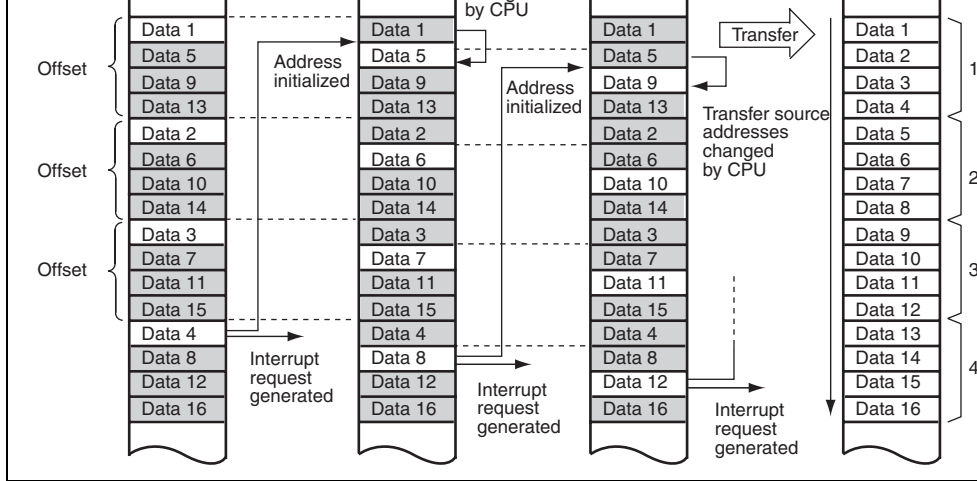 by CPU
Data 1
Data 5
Data 9
Data 13
Data 2
Data 6
Data 10
Data 14
Data 3
Data 7
Data 11
Data 15
Data 4
Data 8
Data 12
Data 16
Offset
Offset
Offset
Address
initialized
Interrupt
request
generated
Data 1
Data 5
Data 9
Data 13
Data 2
Data 6
Data 10
Data 14
Data 3
Data 7
Data 11
Data 15
Data 4
Data 8
Data 12
Data 16
Address
initialized
Interrupt
request
generated
Data 1
Data 5
Data 9
Data 13
Data 2
Data 6
Data 10
Data 14
Data 3
Data 7
Data 11
Data 15
Data 4
Data 8
Data 12
Data 16
Transfer
Transfer source
addresses
changed
by CPU
Interrupt
request
generated
Data 1
Data 2
Data 3
Data 4
Data 5
Data 6
Data 7
Data 8
Data 9
Data 10
Data 11
Data 12
Data 13
Data 14
Data 15
Data 16
1
2
3
4